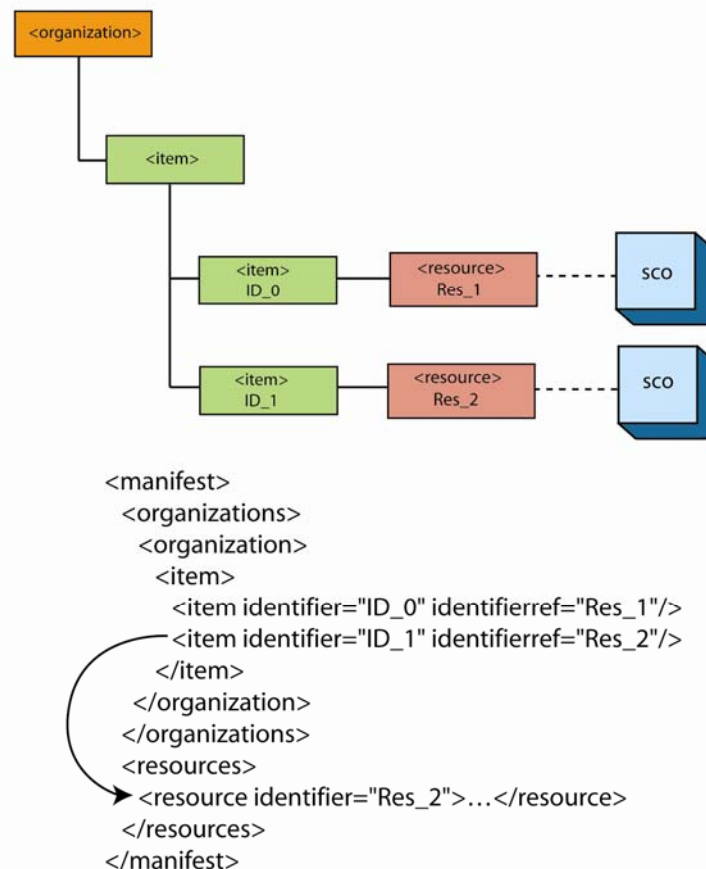 <organization>
<item>
<item>
ID_0
<resource>
Res_1
SCO
<item>
ID_1
<resource>
Res_2
SCO
<manifest>
<organizations>
<organization>
<item>
<item identifier="ID_0" identifierref="Res_1"/>
<item identifier="ID_1" identifierref="Res_2"/>
</item>
</organization>
</organizations>
<resources>
<resource identifier="Res_2">…</resource>
</resources>
</manifest>